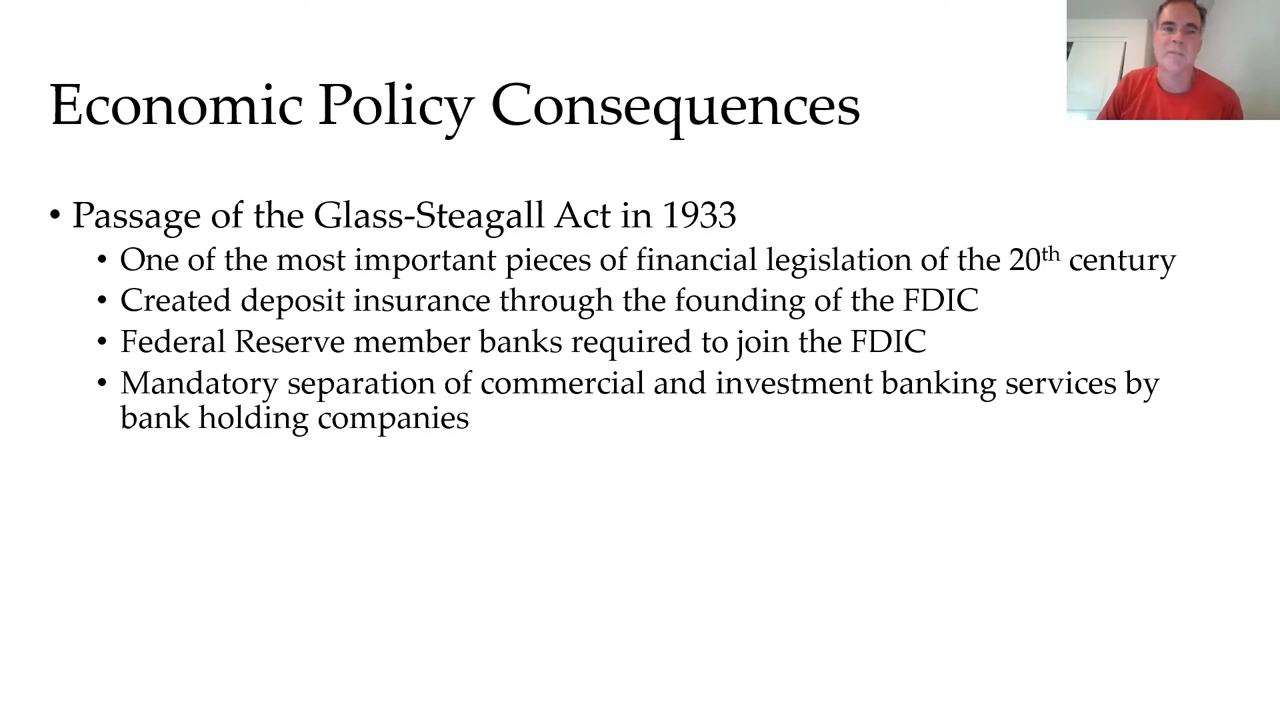 Economic Policy Consequences
• Passage of the Glass-Steagall Act in 1933
• One of the most important pieces of financial legislation of the 20th century
• Created deposit insurance through the founding of the FDIC
• Federal Reserve member banks required to join the FDIC
• Mandatory separation of commercial and investment banking services by
bank holding companies